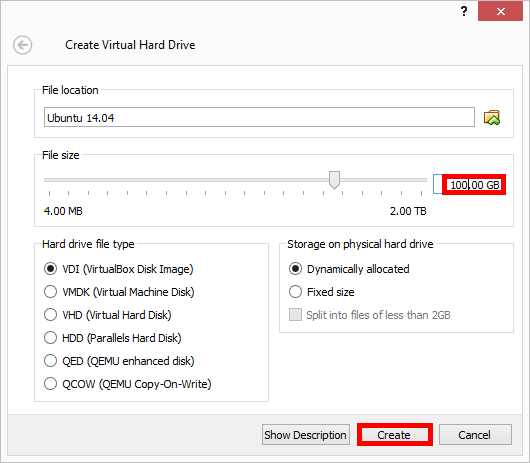 ?
Create Virtual Hard Drive
File location
Ubuntu 14.04
File size
100.00 GB
4.00 MB 2.00 TB
Hard drive file type Storage on physical hard drive
VDI (VirtualBox Disk Image) Dynamically allocated
VMDK (Virtual Machine Disk) Fixed size
VHD (Virtual Hard Disk) Split into files of less than 2GB
HDD (Parallels Hard Disk)
QED (QEMU enhanced disk)
QCOW (QEMU Copy-On-Write)
Show Description Create Cancel